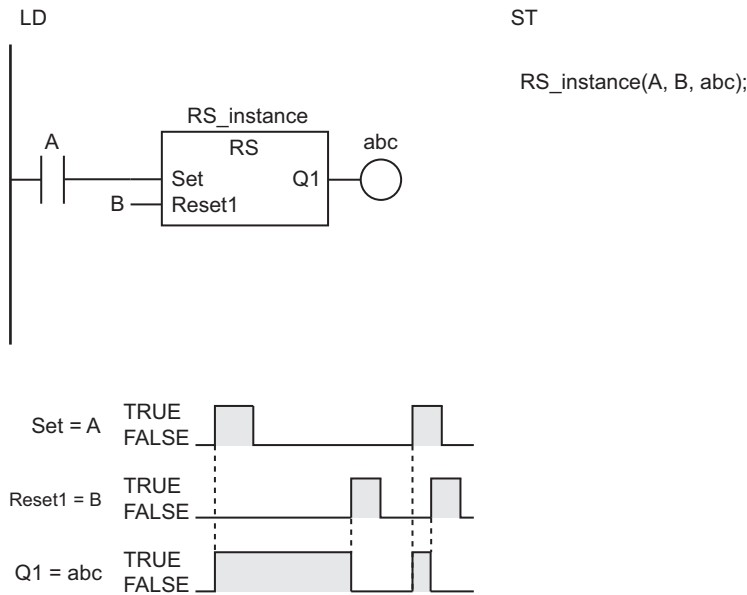 LD
ST
RS_instance(A, B, abc);
RS_instance
A
RS
abc
Set
Q1
B
Reset1
Set = A
TRUE
FALSE
Reset1 = B
TRUE
FALSE
Q1 = abc
TRUE
FALSE